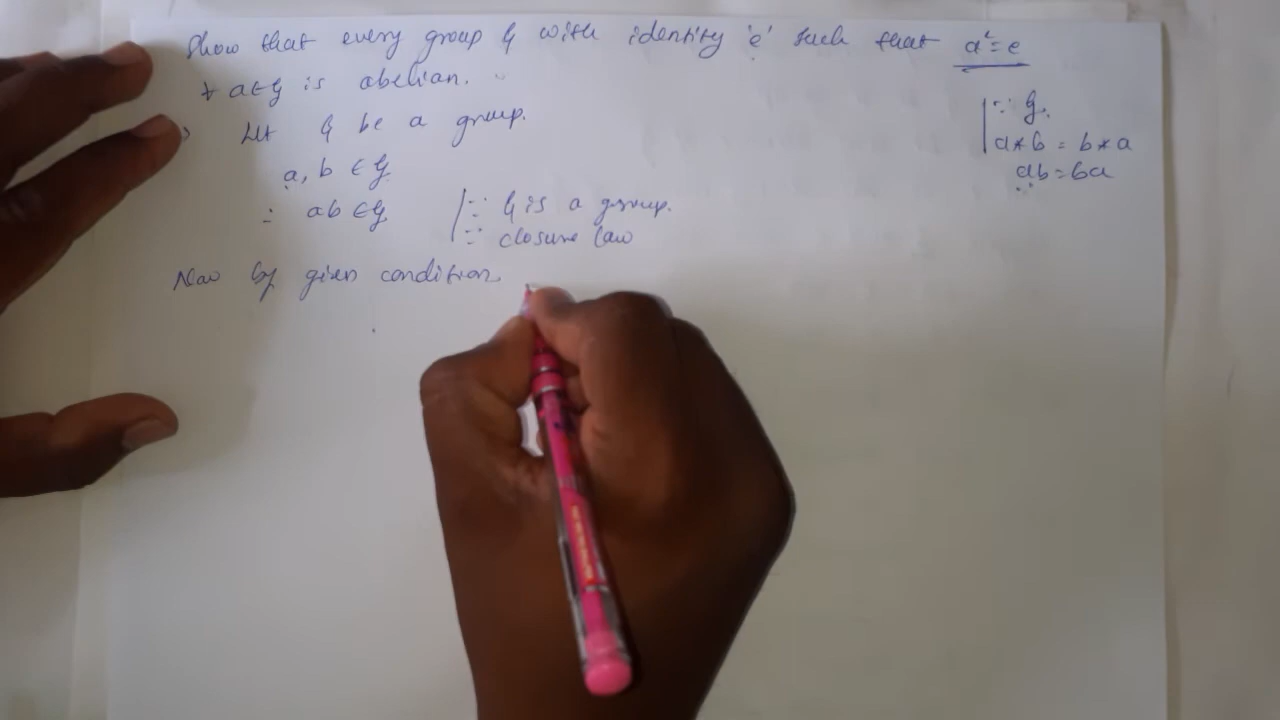 Show that every group G with identity 'e' such that a²=e
∀ a∈G is abelian.
∵ G.
a*b = b*a
ab=ba
Let G be a group.
a, b ∈ G
∴ ab ∈ G
∵ G is a group.
∵ closure law
Now by given condition